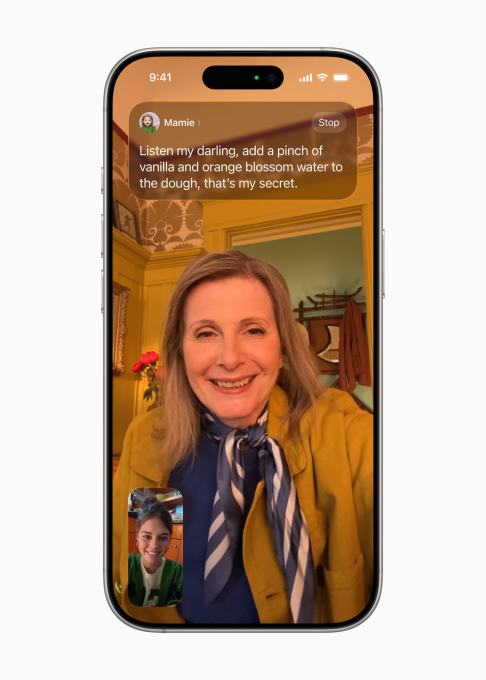 9:41
Mamie
Stop
Listen my darling, add a pinch of
vanilla and orange blossom water to
the dough, that's my secret.